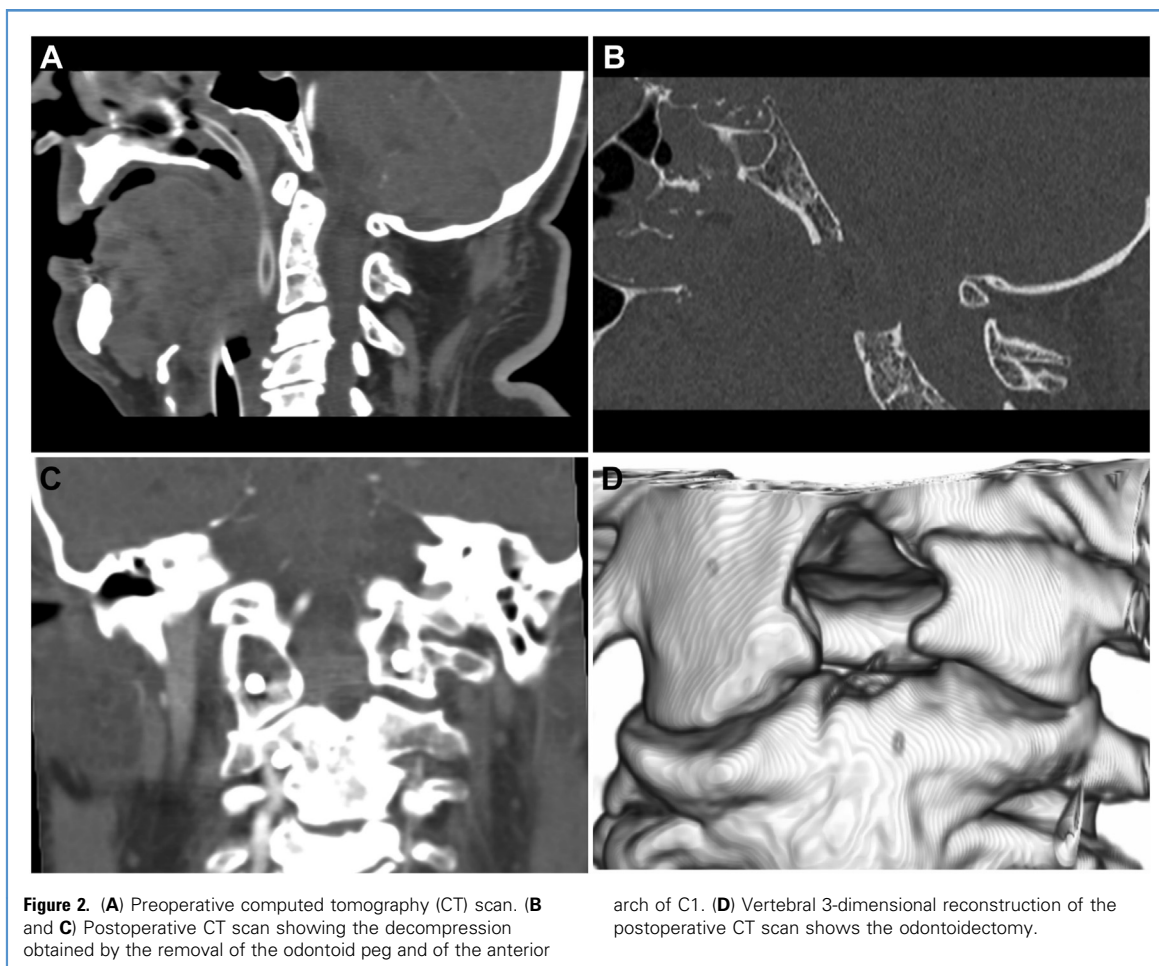 A
B
C
D
Figure 2. (A) Preoperative computed tomography (CT) scan. (B
and C) Postoperative CT scan showing the decompression
obtained by the removal of the odontoid peg and of the anterior
arch of C1. (D) Vertebral 3-dimensional reconstruction of the
postoperative CT scan shows the odontoidectomy.